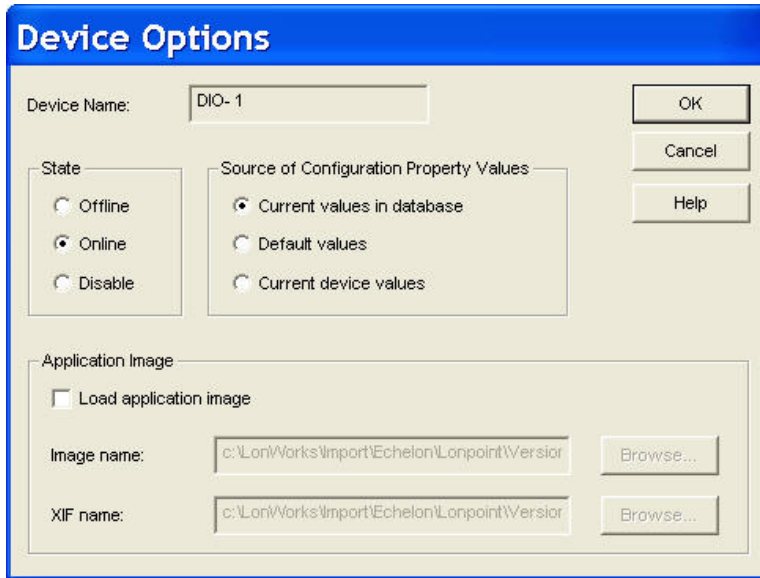 Device Options
Device Name: DIO- 1
OK
Cancel
Help
State
Offline
Online
Disable
Source of Configuration Property Values
Current values in database
Default values
Current device values
Application Image
Load application image
Image name: c:\LonWorks\Import\Echelon\Lonpoint\Version Browse...
XIF name: c:\LonWorks\Import\Echelon\Lonpoint\Version Browse...